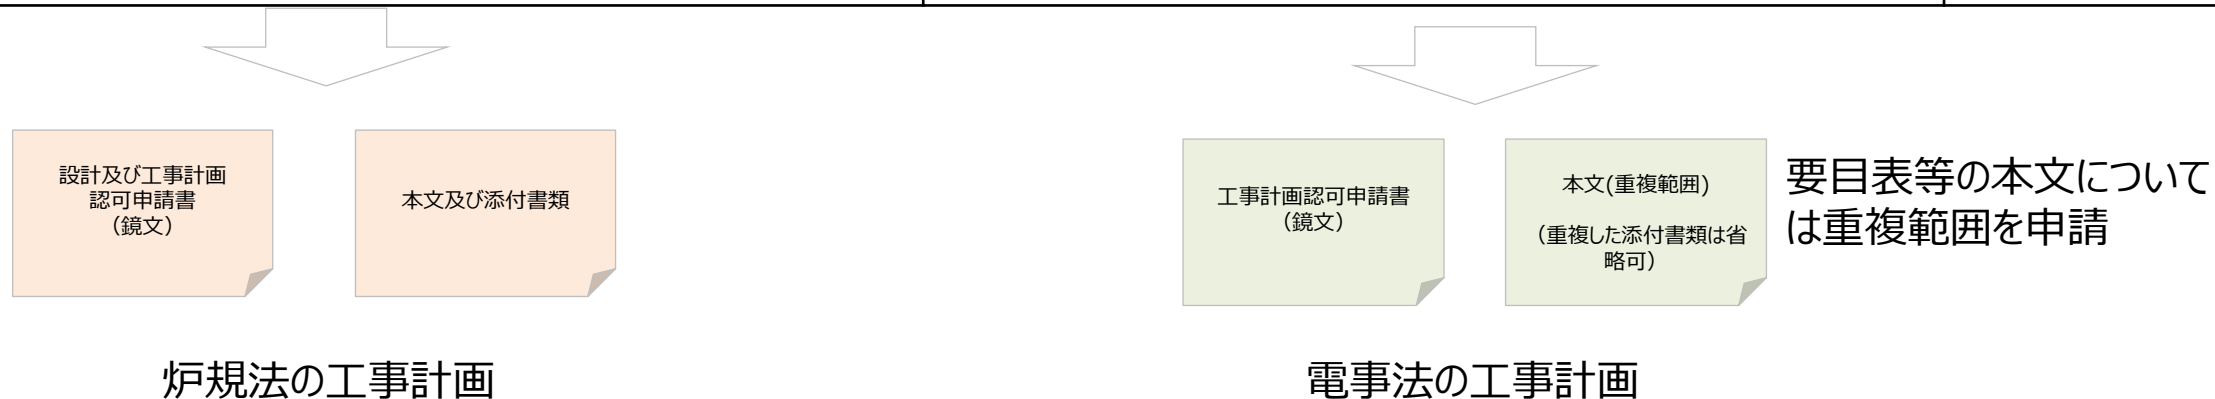 設計及び工事計画
認可申請書
（鏡文）
本文及び添付書類
炉規法の工事計画
工事計画認可申請書
（鏡文）
本文(重複範囲)
（重複した添付書類は省
略可）
要目表等の本文について
は重複範囲を申請
電事法の工事計画